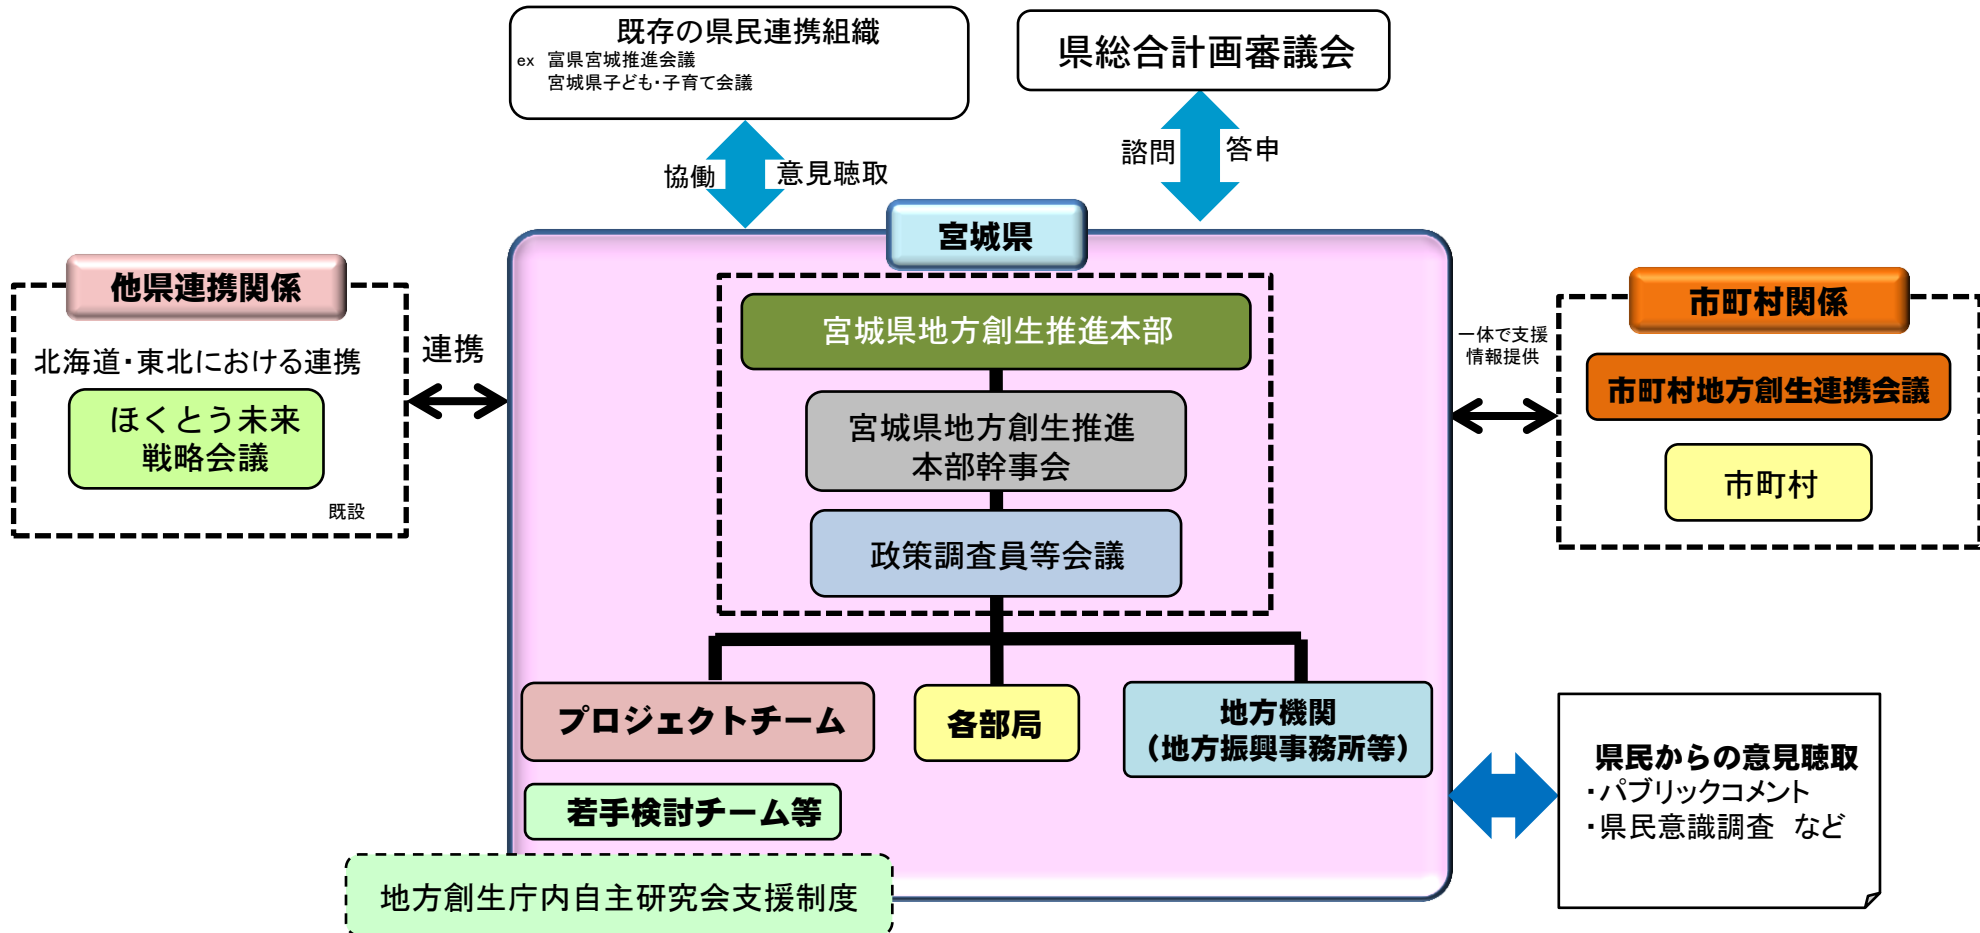 既存の県民連携組織
ex 富県宮城推進会議
宮城県子ども・子育て会議
県総合計画審議会
協働
意見聴取
諮問
答申
宮城県
他県連携関係
北海道・東北における連携
ほくとう未来
戦略会議
既設
連携
宮城県地方創生推進本部
宮城県地方創生推進
本部幹事会
政策調査員等会議
プロジェクトチーム
各部局
地方機関
（地方振興事務所等）
若手検討チーム等
地方創生庁内自主研究会支援制度
一体で支援
情報提供
市町村関係
市町村地方創生連携会議
市町村
県民からの意見聴取
・パブリックコメント
・県民意識調査　など